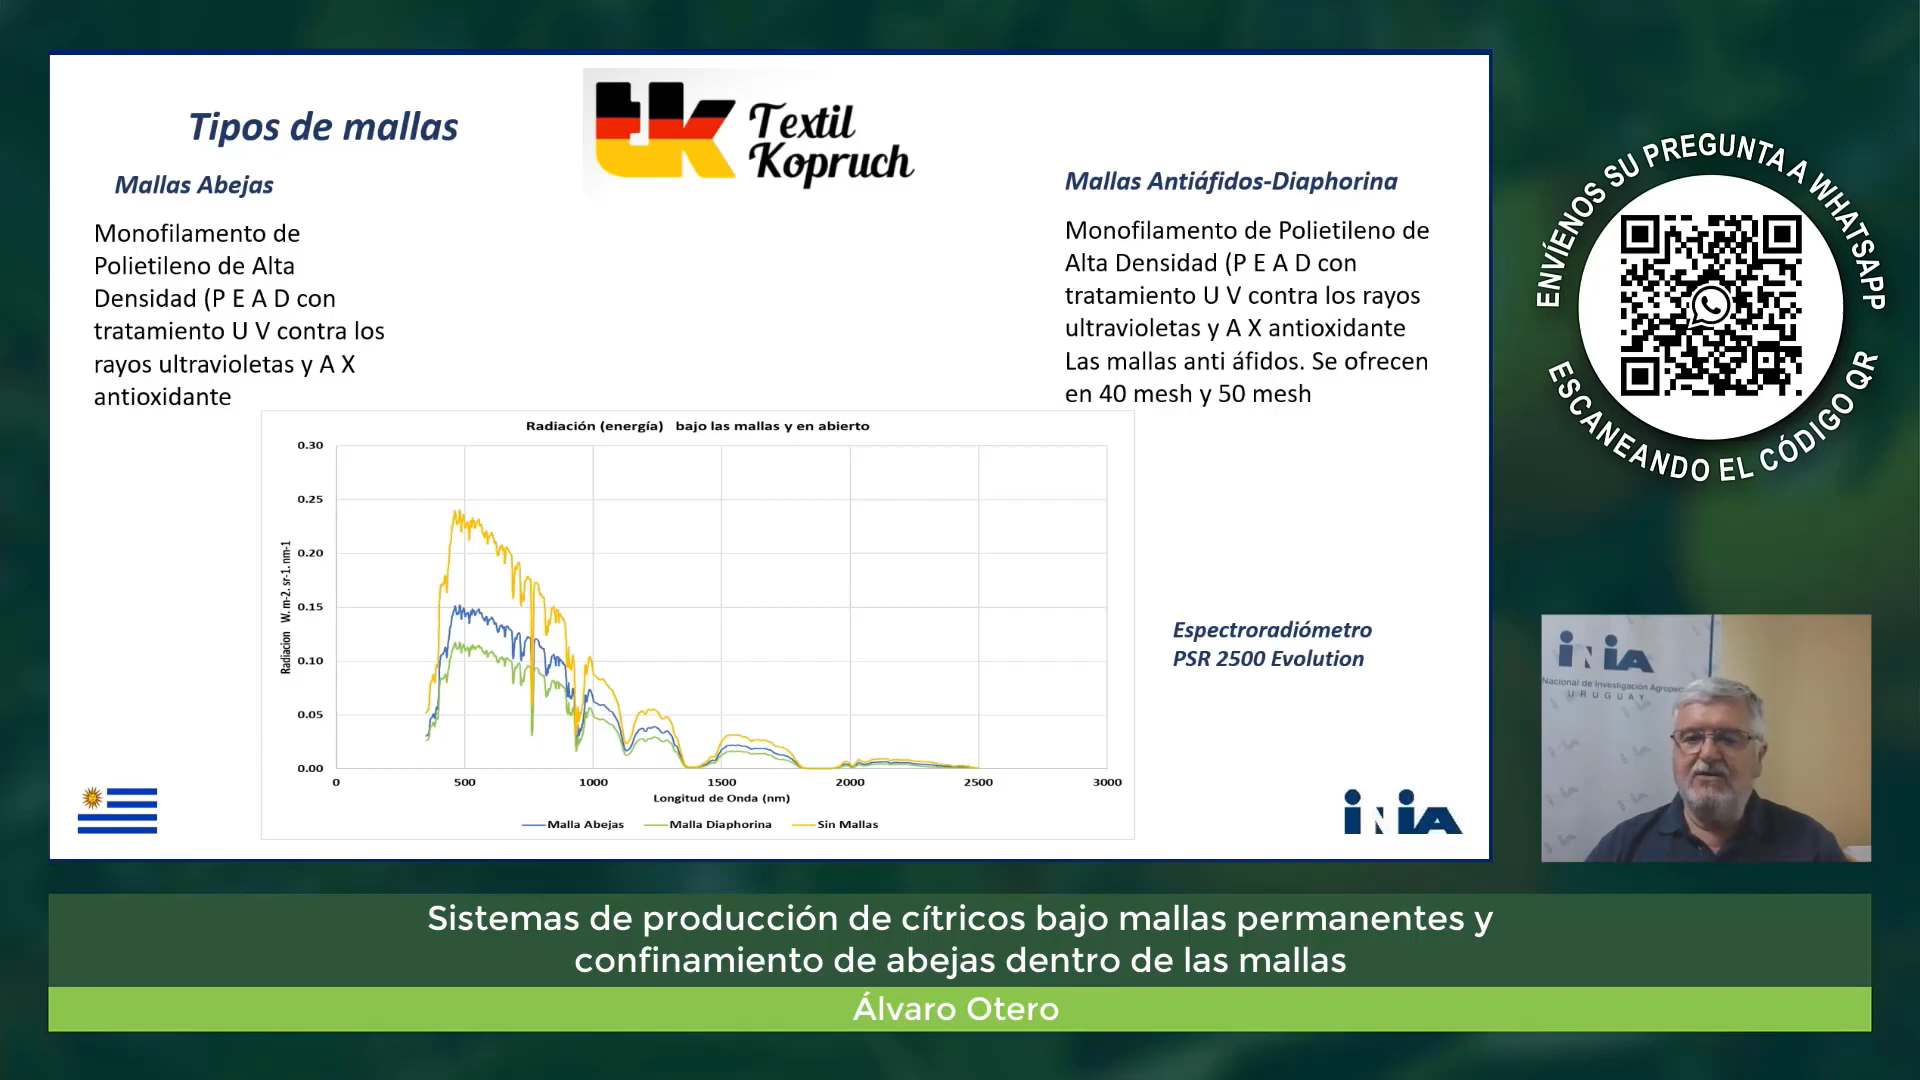 Tipos de mallas
Textil
Kopruch
Mallas Abejas
Monofilamento de
Polietileno de Alta
Densidad (P E A D con
tratamiento U V contra los
rayos ultravioletas y A X
antioxidante
Mallas Antiáfidos-Diaphorina
Monofilamento de Polietileno de
Alta Densidad (P E A D con
tratamiento U V contra los rayos
ultravioletas y A X antioxidante
Las mallas anti áfidos. Se ofrecen
en 40 mesh y 50 mesh
Radiación (energía) bajo las mallas y en abierto
Radiacion W. m-2. sr-1. nm-1
0.30
0.25
0.20
0.15
0.10
0.05
0.00
0 500 1000 1500 2000 2500 3000
Longitud de Onda (nm)
Malla Abejas Malla Diaphorina Sin Mallas
Espectroradiómetro
PSR 2500 Evolution
INIA
ENVÍENOS SU PREGUNTA A WHATSAPP
ESCANEANDO EL CÓDIGO QR
INIA
Nacional de Investigación Agropec
URUGUAY
Sistemas de producción de cítricos bajo mallas permanentes y
confinamiento de abejas dentro de las mallas
Álvaro Otero